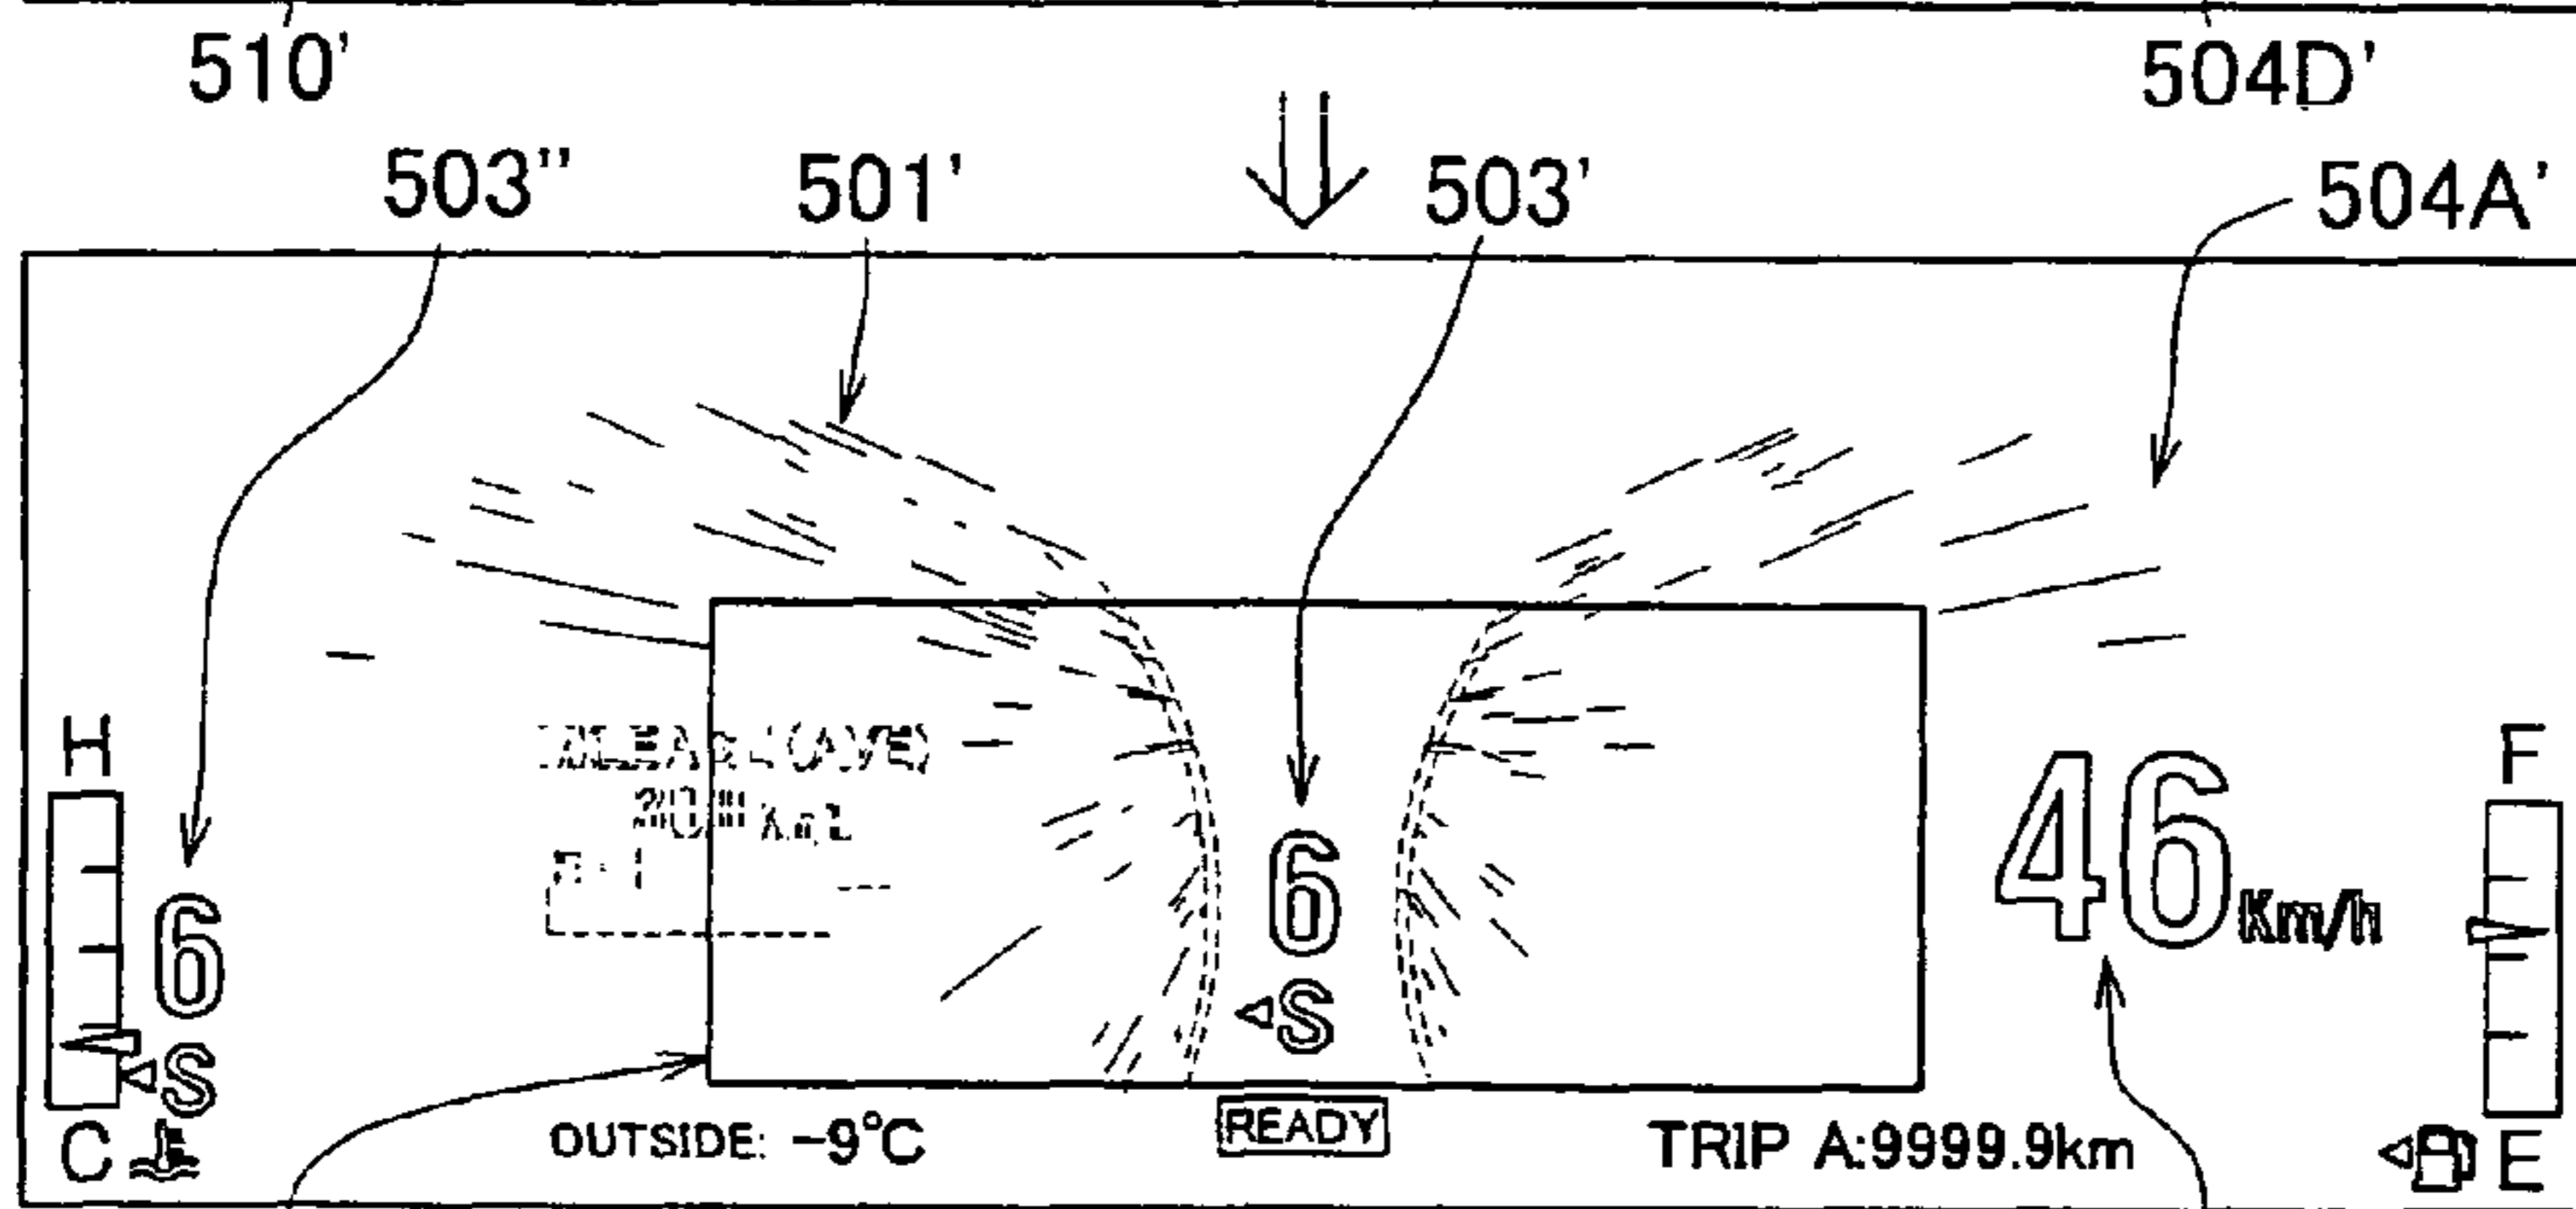 510' 504D'
503" 501' 503' 504A'
H
F
6
S
6
S
46 Km/h
C
OUTSIDE: -9°C
READY
TRIP A:9999.9km
E